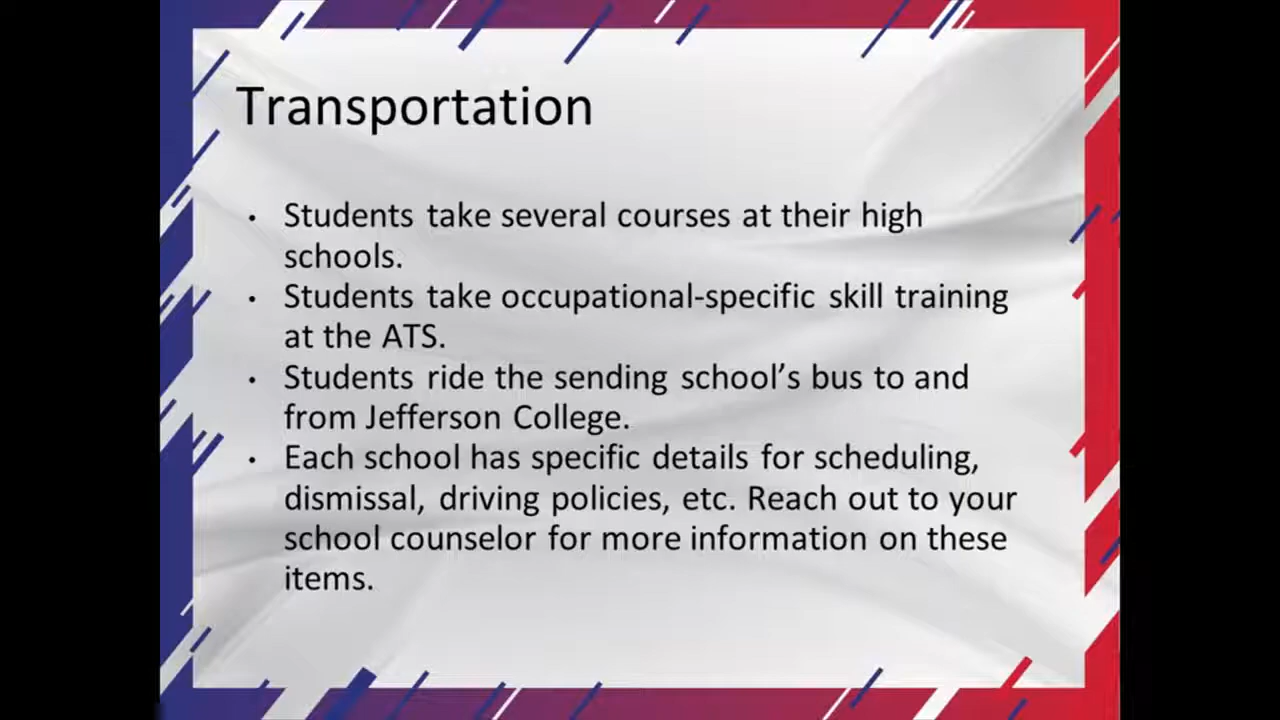 Transportation
• Students take several courses at their high
schools.
• Students take occupational-specific skill training
at the ATS.
• Students ride the sending school’s bus to and
from Jefferson College.
• Each school has specific details for scheduling,
dismissal, driving policies, etc. Reach out to your
school counselor for more information on these
items.